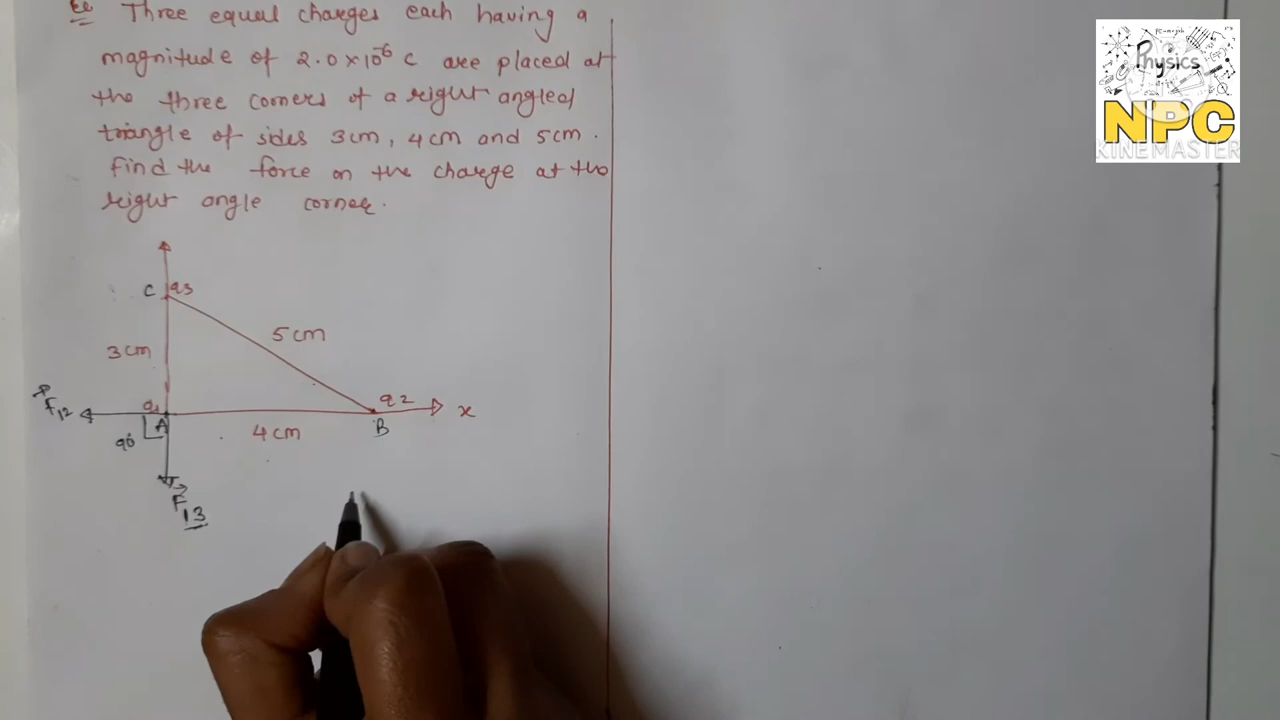 Three equal charges each having a
magnitude of 2.0×10⁻⁶ c are placed at
the three corners of a right angled
triangle of sides 3cm, 4cm and 5cm.
find the force on the charge at the
right angle corner.
C q3
5cm
3cm
F12 q1 q2 x
90° A 4cm B
F13
Physics
NPC
KINEMASTER